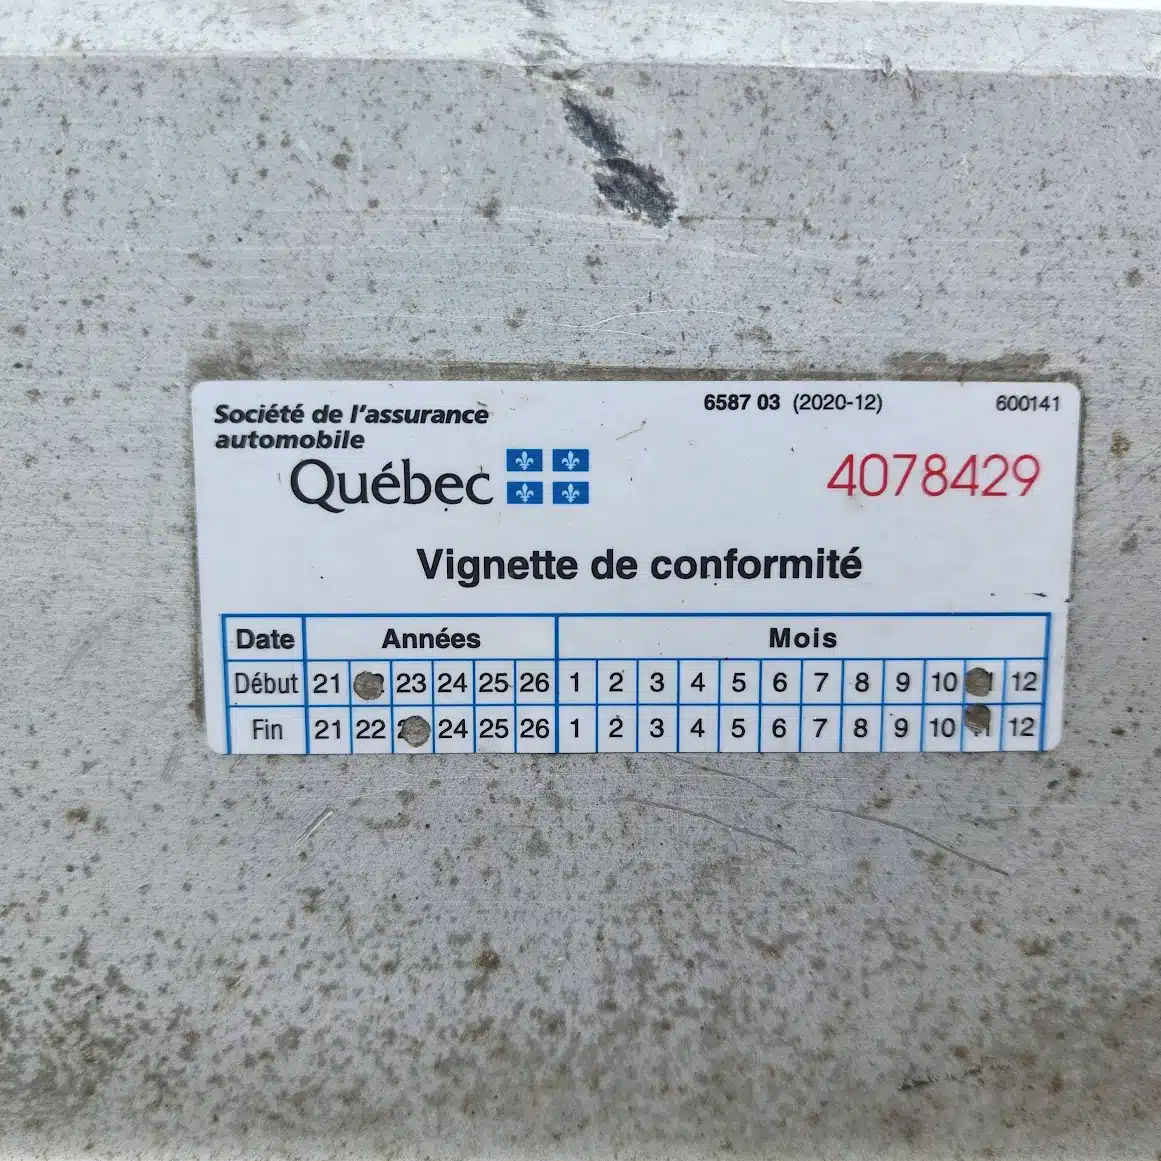 Société de l'assurance
automobile
Québec
6587 03 (2020-12)
600141
4078429
Vignette de conformité
Date Années Mois
Début 21 23 24 25 26 1 2 3 4 5 6 7 8 9 10 12
Fin 21 22 24 25 26 1 2 3 4 5 6 7 8 9 10 12